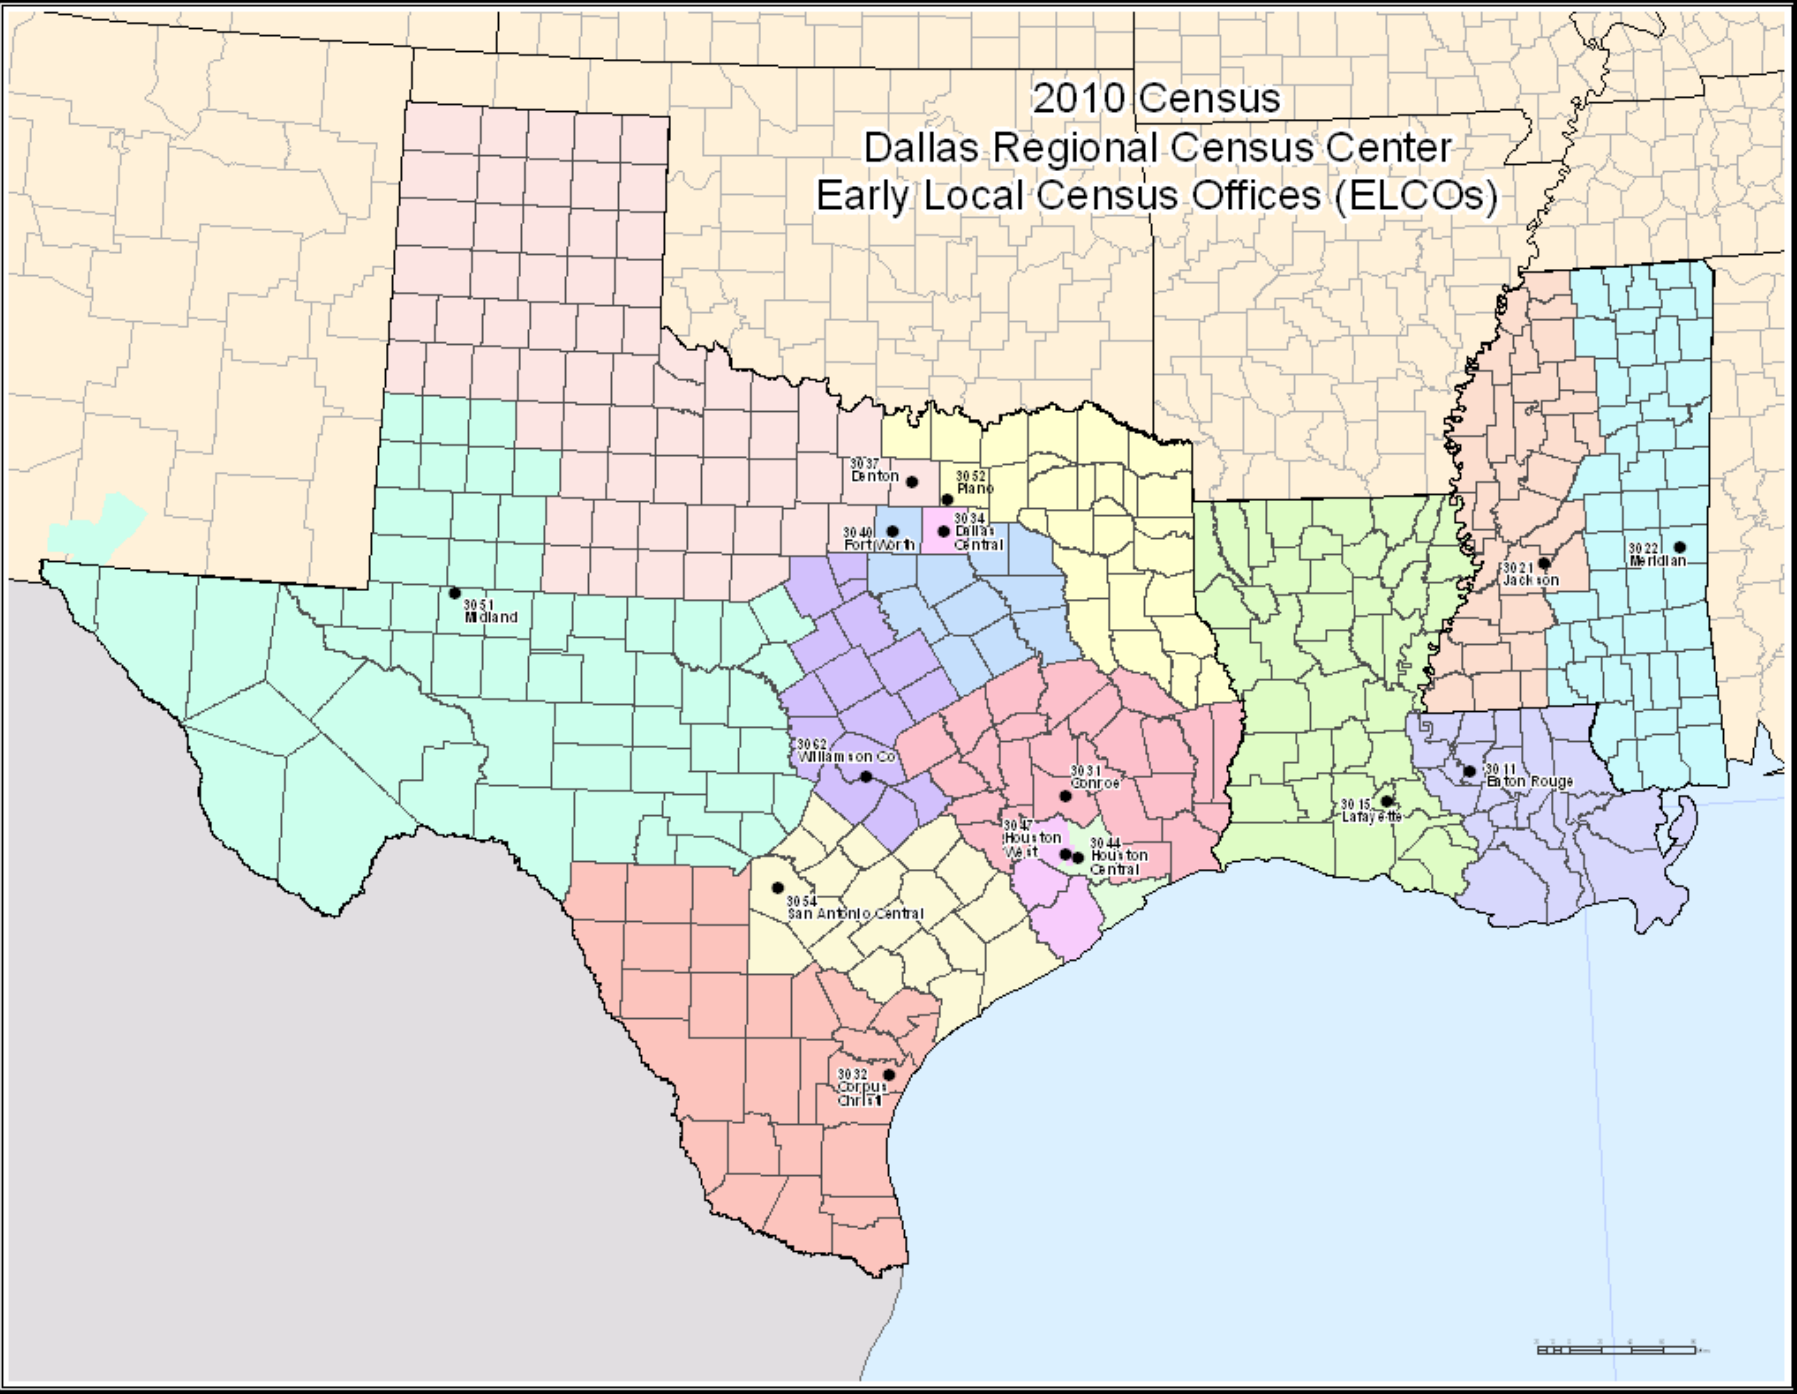 2010 Census
Dallas Regional Census Center
Early Local Census Offices (ELCOs)
3037
Denton
3052
Plano
3040
Fort Worth
3034
Dallas
Central
3022
Meridian
3021
Jackson
3051
Midland
3062
Williamson Co
3031
Conroe
3011
Baton Rouge
3015
Lafayette
3047
Houston
West
3044
Houston
Central
3054
San Antonio Central
3032
Corpus
Christi